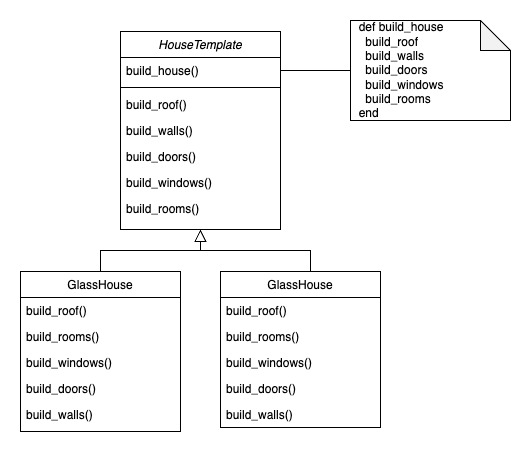 HouseTemplate
build_house()
build_roof()
build_walls()
build_doors()
build_windows()
build_rooms()
def build_house
build_roof
build_walls
build_doors
build_windows
build_rooms
end
GlassHouse
build_roof()
build_rooms()
build_windows()
build_doors()
build_walls()
GlassHouse
build_roof()
build_rooms()
build_windows()
build_doors()
build_walls()